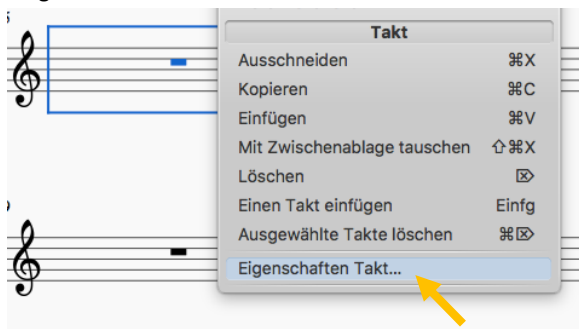 Takt
Ausschneiden ⌘X
Kopieren ⌘C
Einfügen ⌘V
Mit Zwischenablage tauschen ⇧⌘X
Löschen ⌦
Einen Takt einfügen Einfg
Ausgewählte Takte löschen ⌘⌦
Eigenschaften Takt...